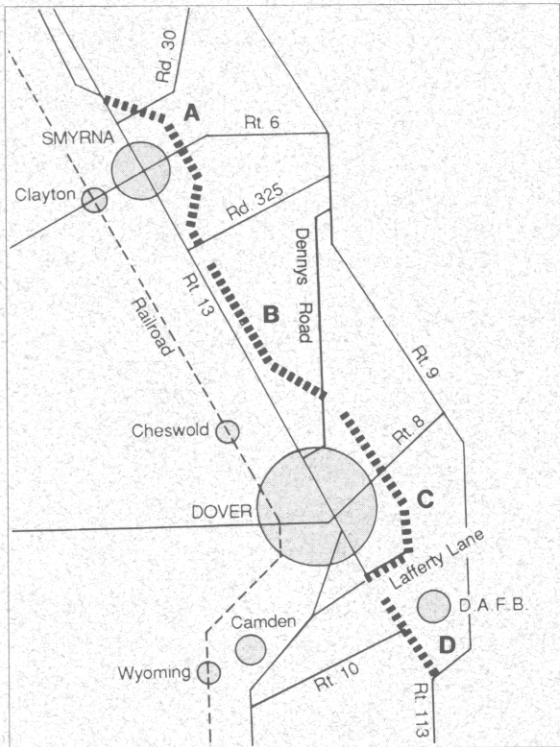 Rd. 30
A
SMYRNA
Rt. 6
Clayton
Rd. 325
Dennys Road
Rt. 13
B
Railroad
Rt. 9
Cheswold
Rt. 8
DOVER
C
Lafferty Lane
D.A.F.B.
Camden
D
Wyoming
Rt. 10
Rt. 113